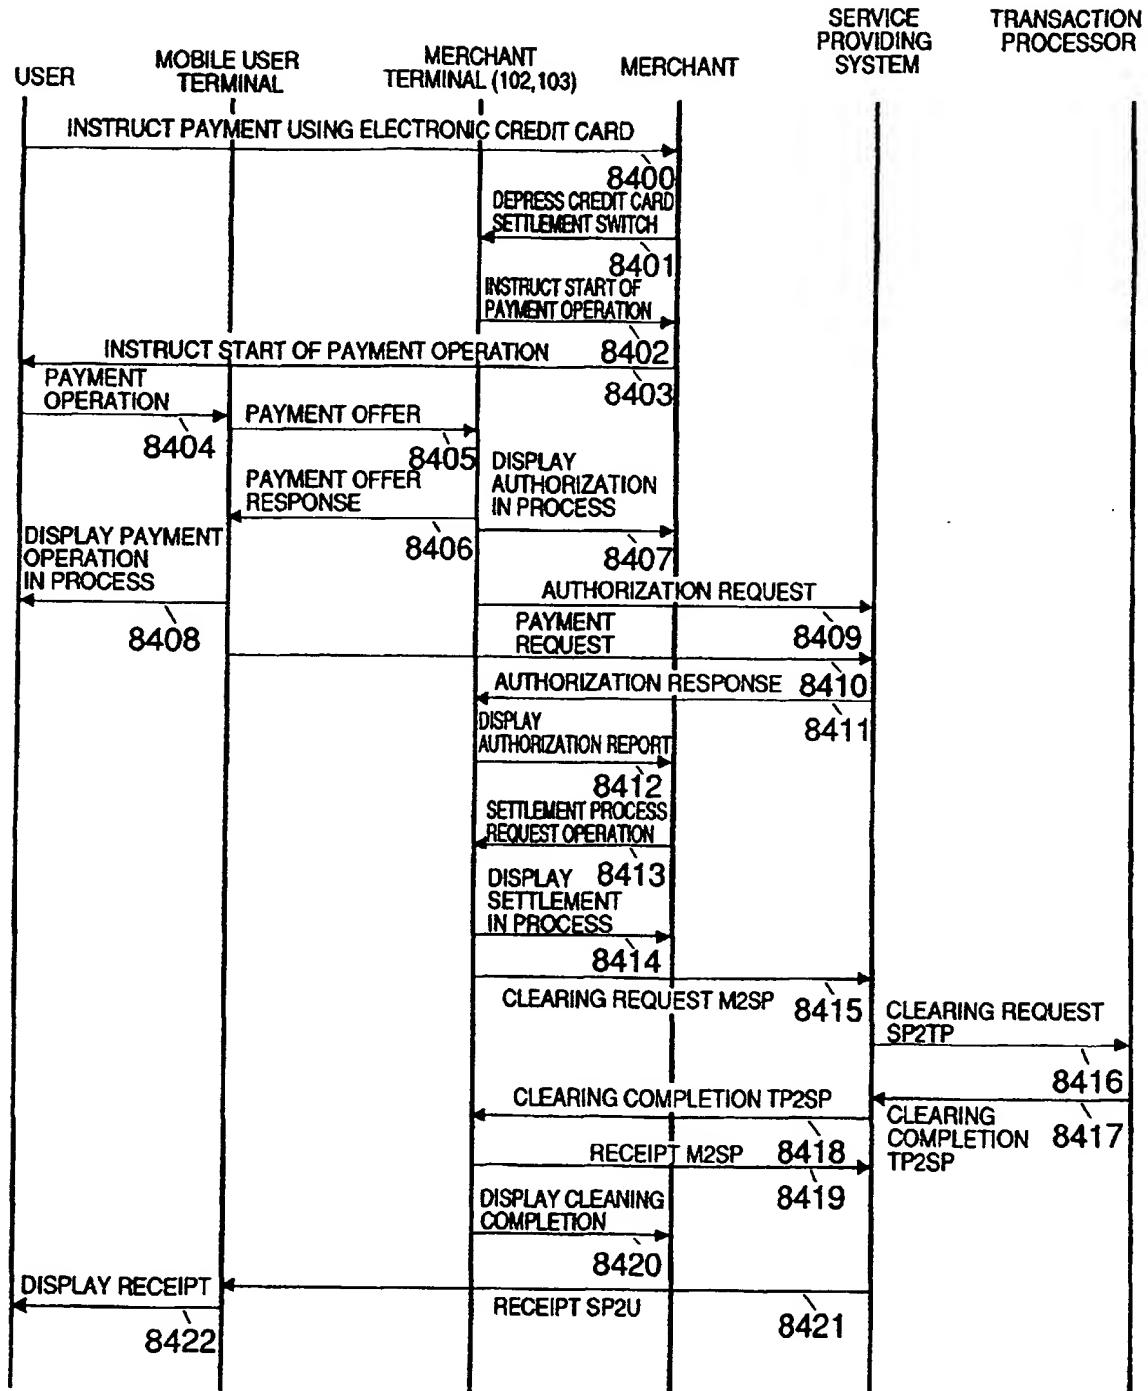 USER
MOBILE USER
TERMINAL
MERCHANT
TERMINAL (102,103)
MERCHANT
SERVICE
PROVIDING
SYSTEM
TRANSACTION
PROCESSOR
INSTRUCT PAYMENT USING ELECTRONIC CREDIT CARD
8400
DEPRESS CREDIT CARD
SETTLEMENT SWITCH
8401
INSTRUCT START OF
PAYMENT OPERATION
8402
INSTRUCT START OF PAYMENT OPERATION
8403
PAYMENT
OPERATION
8404
PAYMENT OFFER
8405
PAYMENT OFFER
RESPONSE
8406
DISPLAY
AUTHORIZATION
IN PROCESS
8407
DISPLAY PAYMENT
OPERATION
IN PROCESS
8408
AUTHORIZATION REQUEST
8409
PAYMENT
REQUEST
8410
AUTHORIZATION RESPONSE
8411
DISPLAY
AUTHORIZATION REPORT
8412
SETTLEMENT PROCESS
REQUEST OPERATION
8413
DISPLAY
SETTLEMENT
IN PROCESS
8414
CLEARING REQUEST M2SP
8415
CLEARING REQUEST
SP2TP
8416
CLEARING
COMPLETION
TP2SP
8417
CLEARING COMPLETION TP2SP
8418
RECEIPT M2SP
8419
DISPLAY CLEANING
COMPLETION
8420
RECEIPT SP2U
8421
DISPLAY RECEIPT
8422